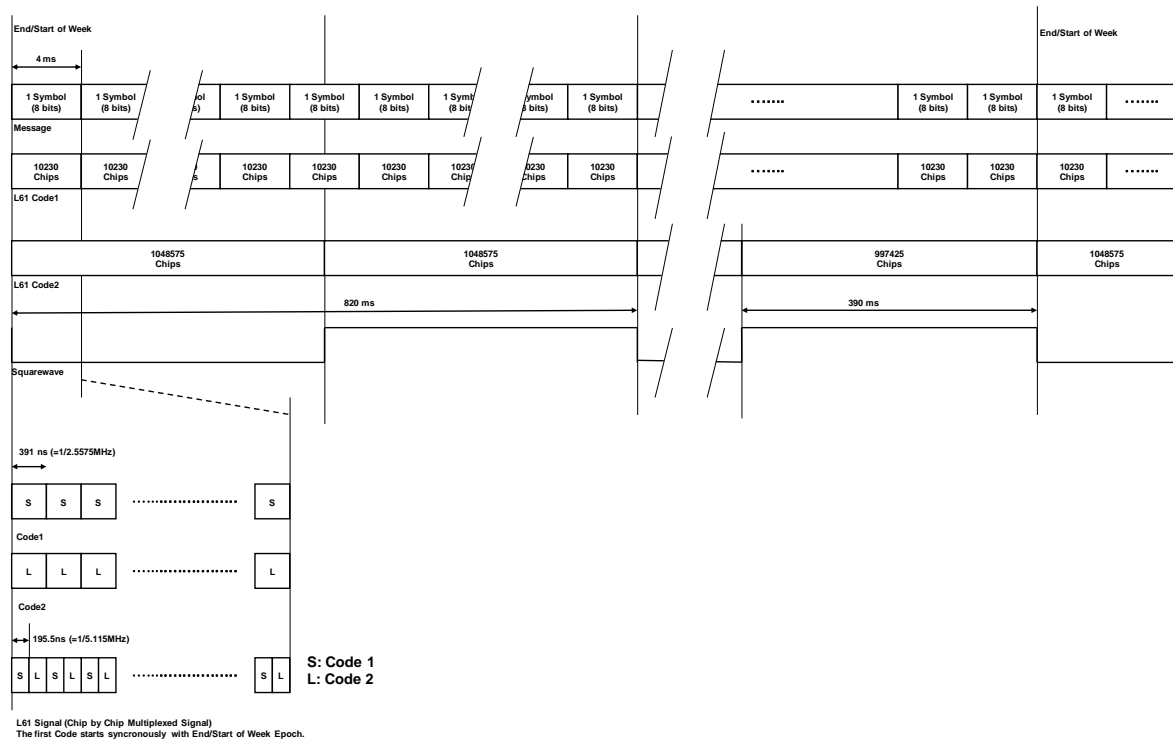 End/Start of Week
End/Start of Week
4 ms
1 Symbol (8 bits)
1 Symbol (8 bits)
1 Symbol (8 bits)
1 Symbol (8 bits)
1 Symbol (8 bits)
1 Symbol (8 bits)
.......
1 Symbol (8 bits)
1 Symbol (8 bits)
1 Symbol (8 bits)
.......
Message
10230 Chips
10230 Chips
10230 Chips
10230 Chips
10230 Chips
10230 Chips
.......
10230 Chips
10230 Chips
10230 Chips
.......
L61 Code1
1048575 Chips
1048575 Chips
997425 Chips
1048575 Chips
L61 Code2
820 ms
390 ms
Squarewave
391 ns (=1/2.5575MHz)
S S S S
Code1
L L L L
Code2
195.5ns (=1/5.115MHz)
S L S L S L S L
S: Code 1
L: Code 2
L61 Signal (Chip by Chip Multiplexed Signal)
The first Code starts syncronously with End/Start of Week Epoch.